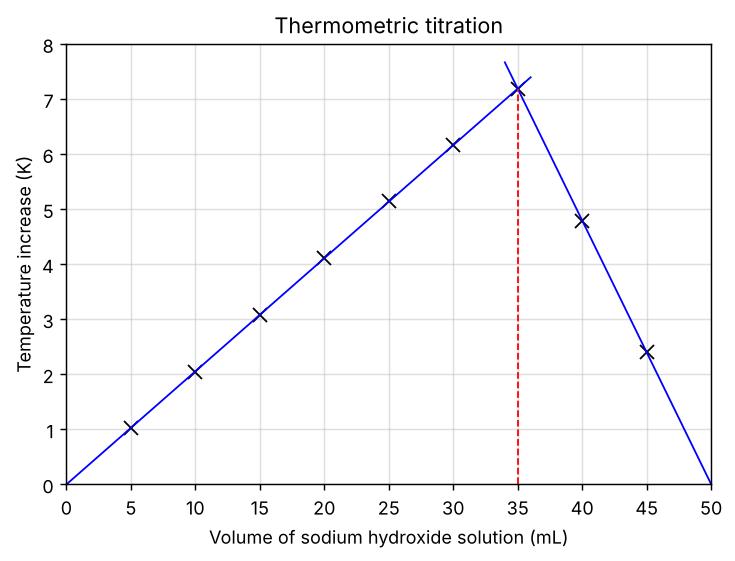 Thermometric titration
8
7
6
5
4
3
2
1
0
Temperature increase (K)
0 5 10 15 20 25 30 35 40 45 50
Volume of sodium hydroxide solution (mL)